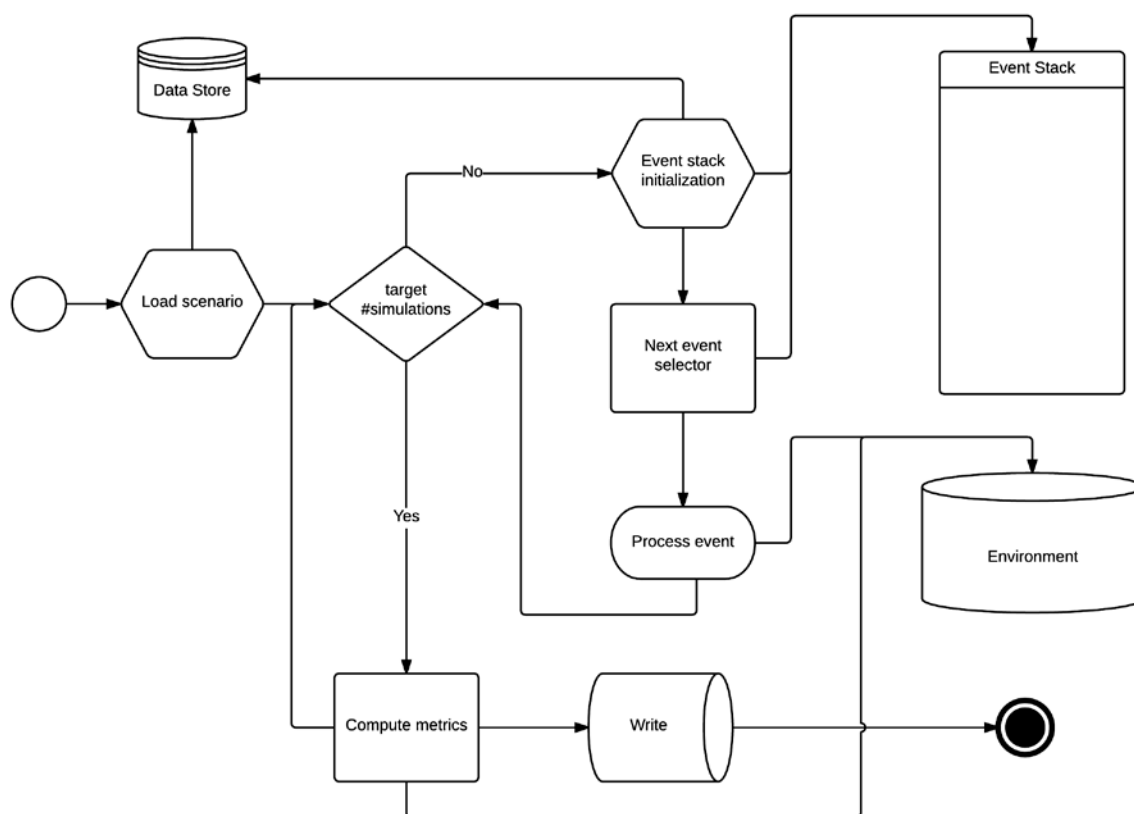 Data Store
Event Stack
No
Event stack
initialization
Load scenario
target
#simulations
Next event
selector
Yes
Process event
Environment
Compute metrics
Write